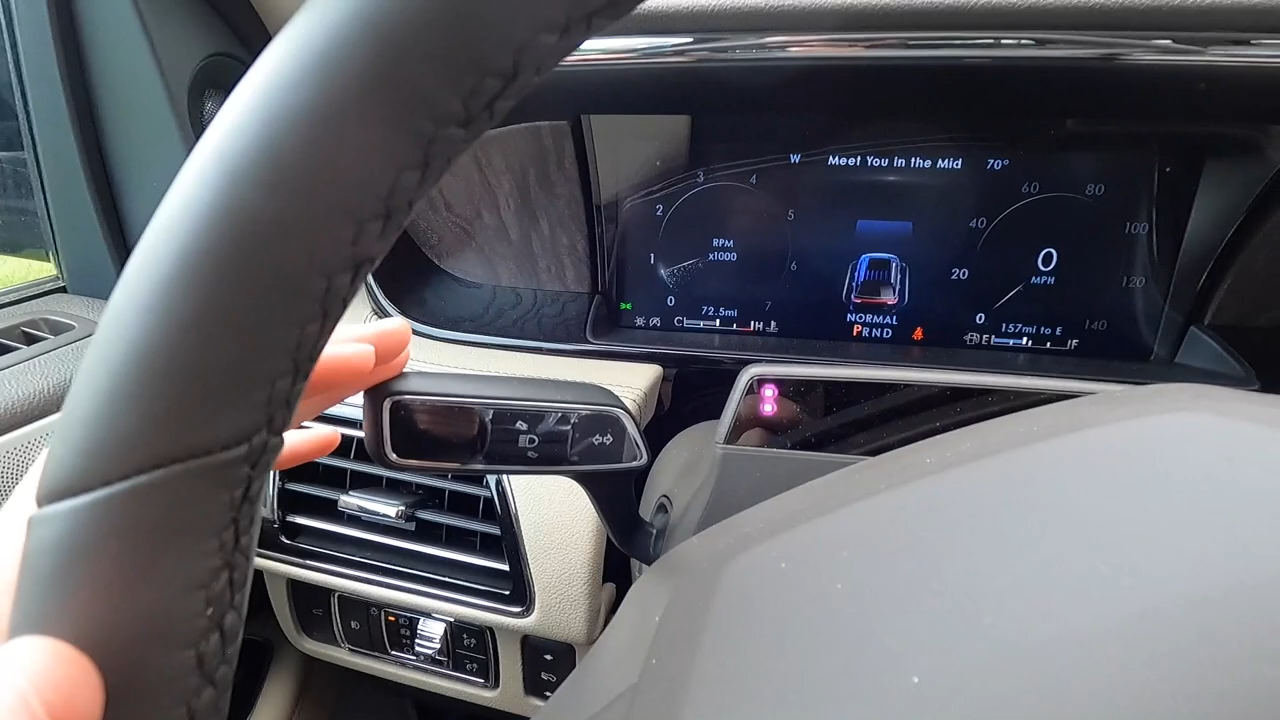 W Meet You In the Mid 70°
3 4
2 5
RPM
x1000
1 6
0 7
72.5mi
C H
NORMAL
PRND
60 80
40 100
20 120
0 140
0
MPH
157mi to E
E F